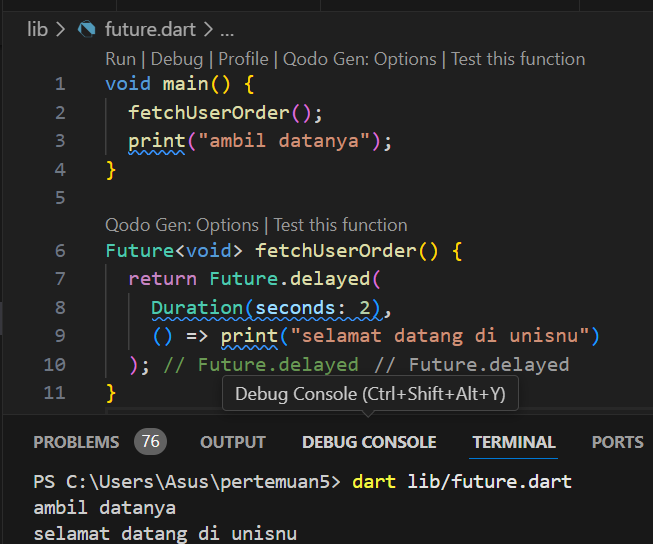 lib > future.dart > ...
Run | Debug | Profile | Qodo Gen: Options | Test this function
1 void main() {
2 fetchUserOrder();
3 print("ambil datanya");
4 }
5
Qodo Gen: Options | Test this function
6 Future<void> fetchUserOrder() {
7 return Future.delayed(
8 Duration(seconds: 2),
9 () => print("selamat datang di unisnu")
10 ); // Future.delayed // Future.delayed
11 }
Debug Console (Ctrl+Shift+Alt+Y)
PROBLEMS 76 OUTPUT DEBUG CONSOLE TERMINAL PORTS
PS C:\Users\Asus\pertemuan5> dart lib/future.dart
ambil datanya
selamat datang di unisnu